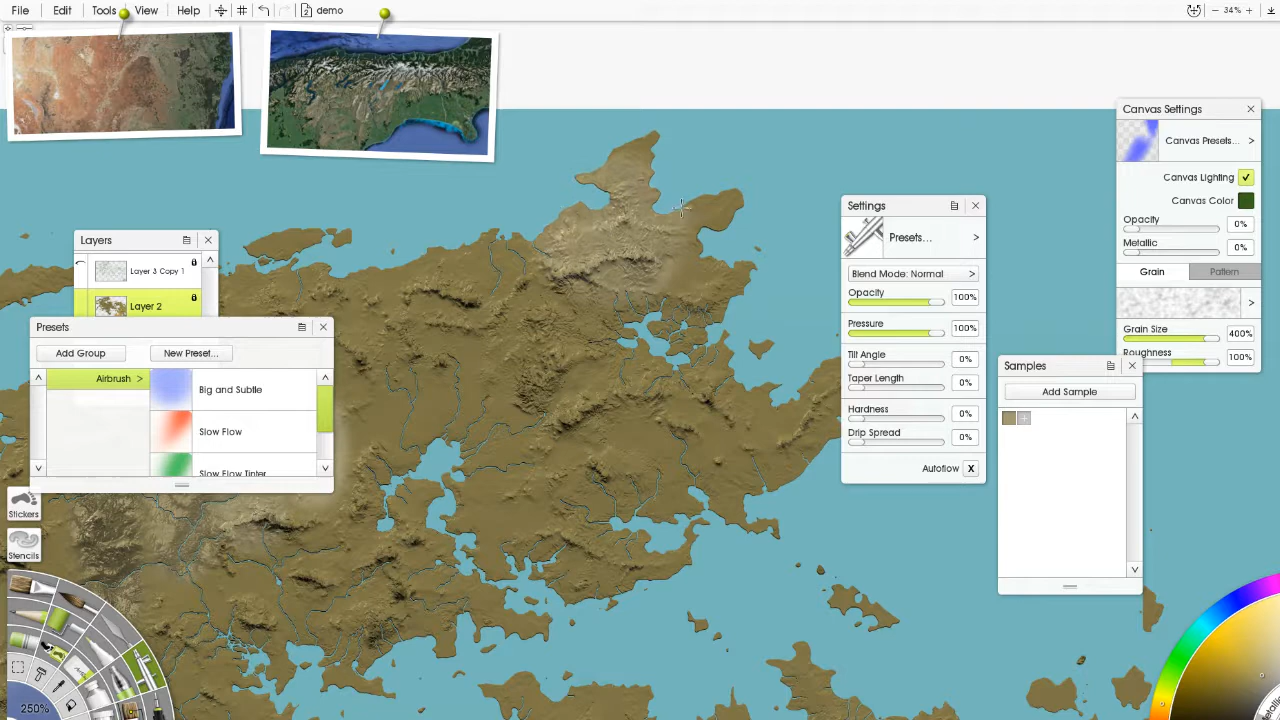 File Edit Tools View Help 2 demo 34%
Canvas Settings
Canvas Presets... >
Canvas Lighting
Canvas Color
Opacity 0%
Metallic 0%
Grain Pattern
Grain Size 400%
Roughness 100%
Settings
Presets... >
Blend Mode: Normal >
Opacity 100%
Pressure 100%
Tilt Angle 0%
Taper Length 0%
Hardness 0%
Drip Spread 0%
Autoflow X
Layers
Layer 3 Copy 1
Layer 2
Presets
Add Group New Preset...
Airbrush >
Big and Subtle
Slow Flow
Slow Flow Tinter
Samples
Add Sample
Stickers
Stencils
250%